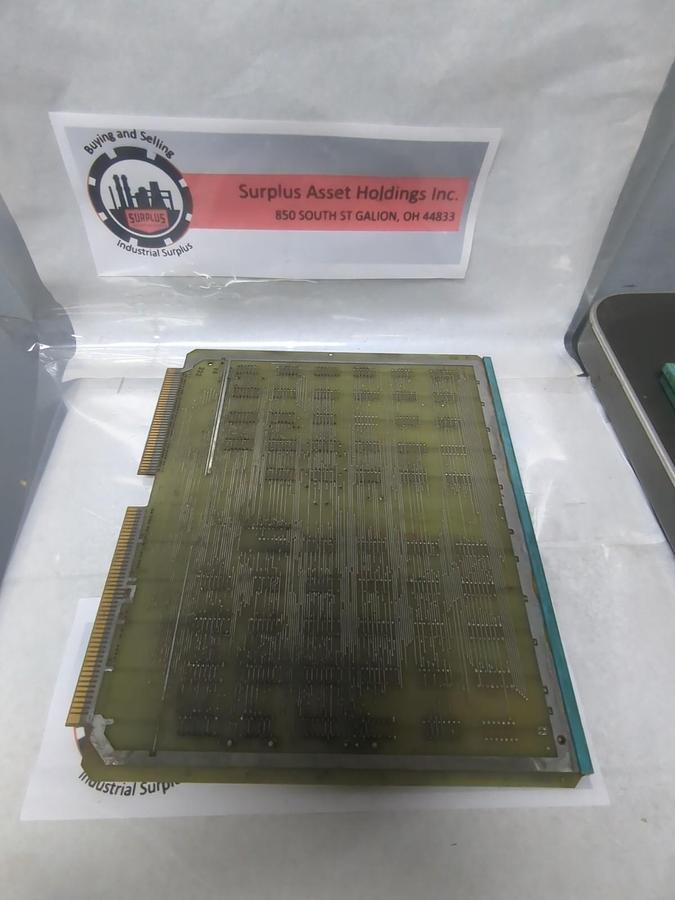 Buying and Selling
SURPLUS
Industrial Surplus
Surplus Asset Holdings Inc.
850 SOUTH ST GALION, OH 44833
Industrial Surpl